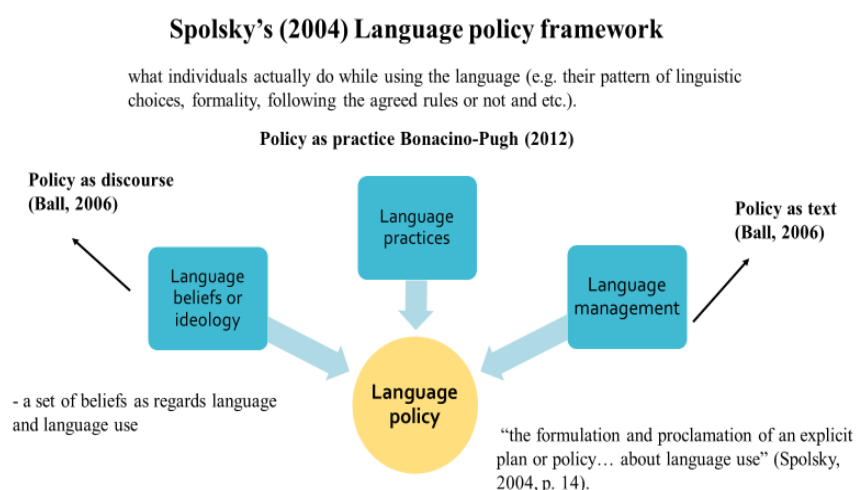 Spolsky's (2004) Language policy framework
what individuals actually do while using the language (e.g. their pattern of linguistic
choices, formality, following the agreed rules or not and etc.).
Policy as practice Bonacino-Pugh (2012)
Policy as discourse
(Ball, 2006)
Language
practices
Policy as text
(Ball, 2006)
Language
beliefs or
ideology
Language
management
Language
policy
- a set of beliefs as regards language
and language use
“the formulation and proclamation of an explicit
plan or policy… about language use” (Spolsky,
2004, p. 14).